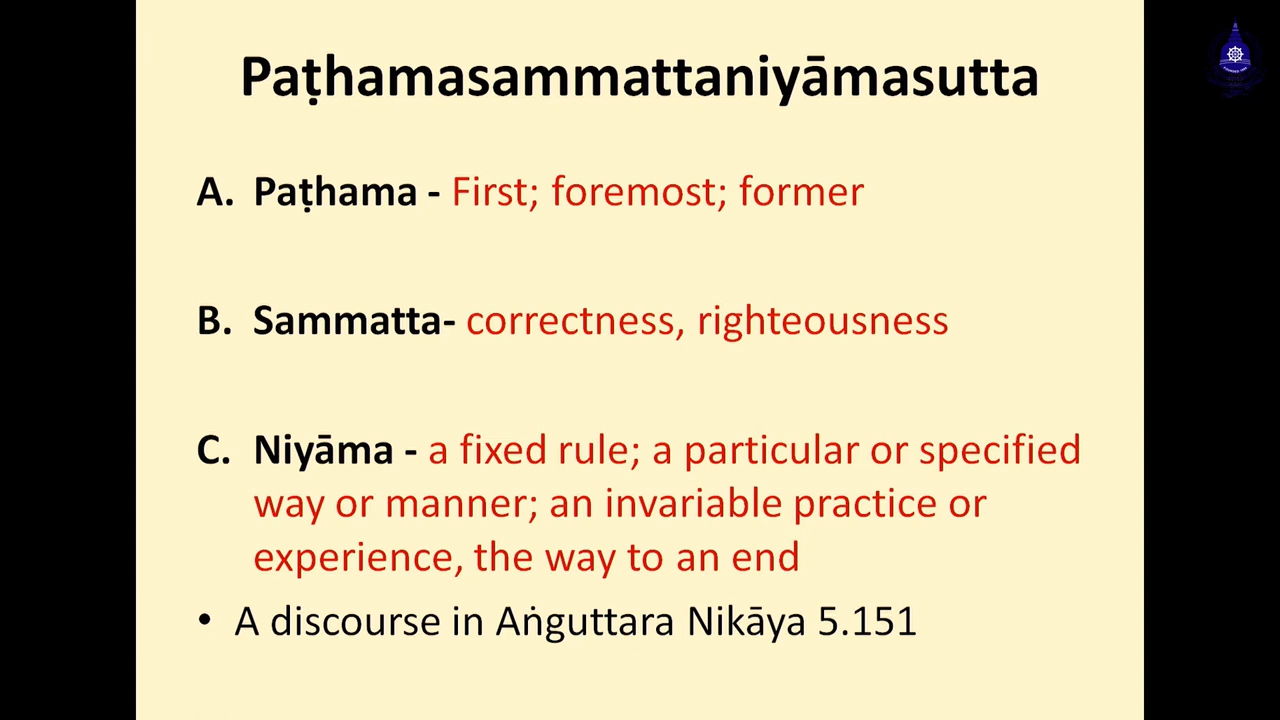 Paṭhamasammattaniyāmasutta
A. Paṭhama - First; foremost; former
B. Sammatta- correctness, righteousness
C. Niyāma - a fixed rule; a particular or specified
way or manner; an invariable practice or
experience, the way to an end
• A discourse in Aṅguttara Nikāya 5.151